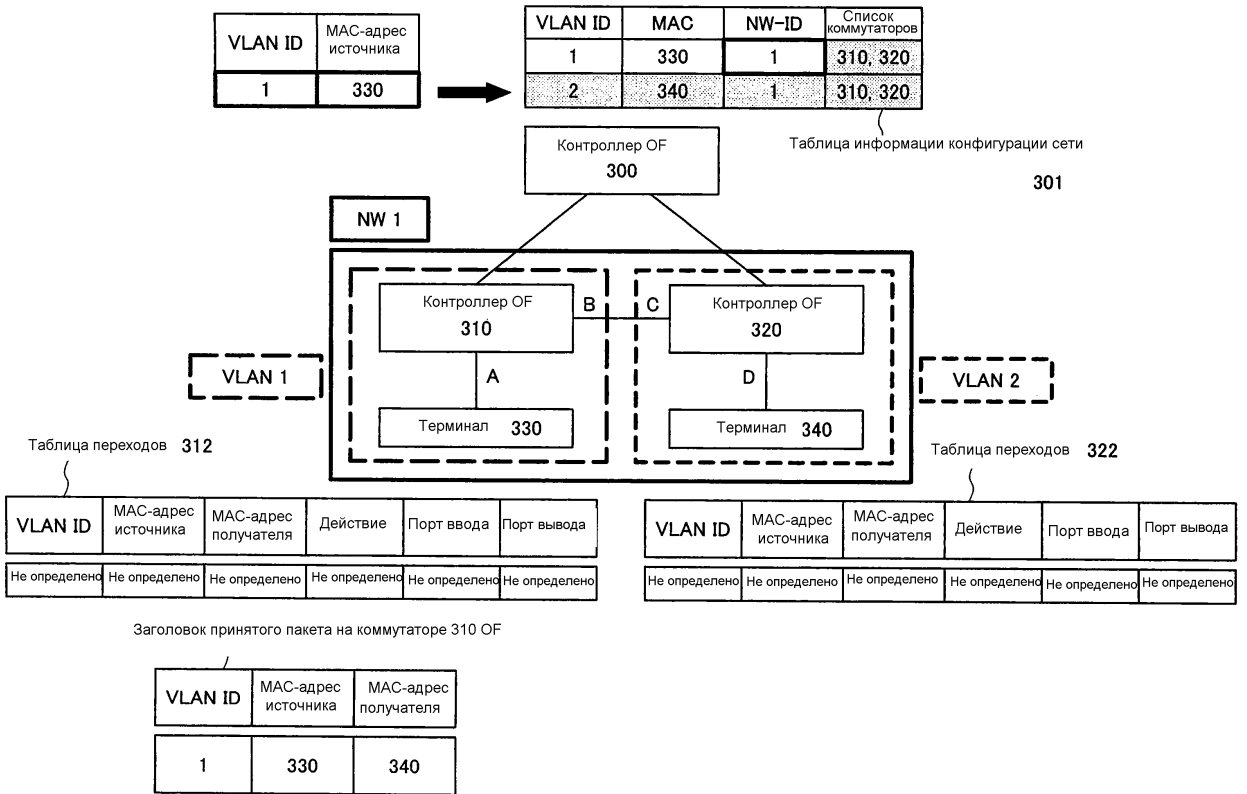 VLAN ID
MAC-адрес
источника
1
330
VLAN ID
MAC
NW-ID
Список
коммутаторов
1
330
1
310, 320
2
340
1
310, 320
Таблица информации конфигурации сети
301
Контроллер OF
300
NW 1
Контроллер OF
310
B
C
Контроллер OF
320
VLAN 1
A
D
VLAN 2
Терминал 330
Терминал 340
Таблица переходов 312
Таблица переходов 322
VLAN ID
MAC-адрес
источника
MAC-адрес
получателя
Действие
Порт ввода
Порт вывода
Не определено
Не определено
Не определено
Не определено
Не определено
Не определено
VLAN ID
MAC-адрес
источника
MAC-адрес
получателя
Действие
Порт ввода
Порт вывода
Не определено
Не определено
Не определено
Не определено
Не определено
Не определено
Заголовок принятого пакета на коммутаторе 310 OF
VLAN ID
MAC-адрес
источника
MAC-адрес
получателя
1
330
340